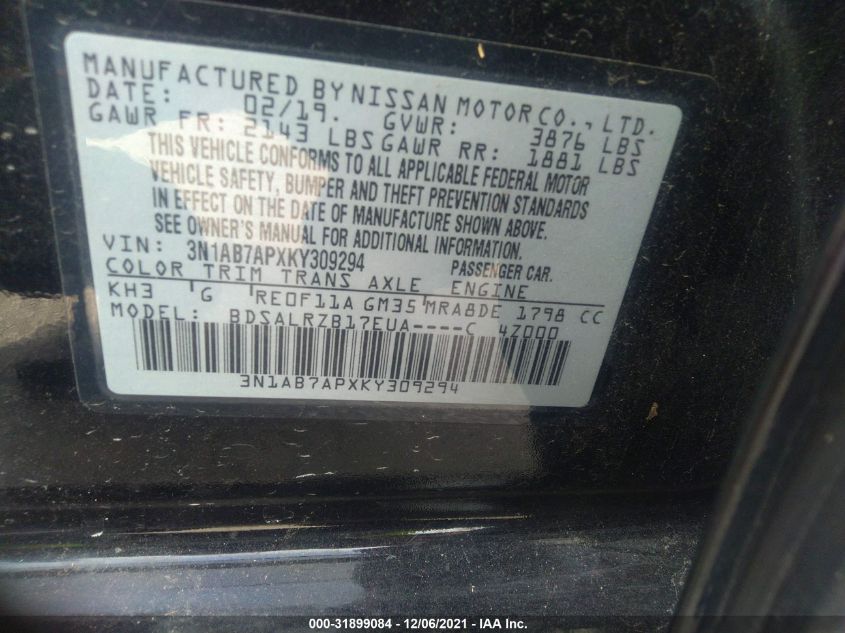 MANUFACTURED BY NISSAN MOTOR CO., LTD.
DATE: 02/19. GVWR: 3876 LBS
GAWR FR: 2143 LBS GAWR RR: 1881 LBS
THIS VEHICLE CONFORMS TO ALL APPLICABLE FEDERAL MOTOR
VEHICLE SAFETY, BUMPER AND THEFT PREVENTION STANDARDS
IN EFFECT ON THE DATE OF MANUFACTURE SHOWN ABOVE.
SEE OWNER'S MANUAL FOR ADDITIONAL INFORMATION.
VIN: 3N1AB7APXKY309294 PASSENGER CAR.
COLOR TRIM TRANS AXLE ENGINE
KH3 G RE0F11A GM35 MRA8DE 1798 CC
MODEL: BDSALRZB17EUA----C 4Z000
3N1AB7APXKY309294
000-31899084 - 12/06/2021 - IAA Inc.